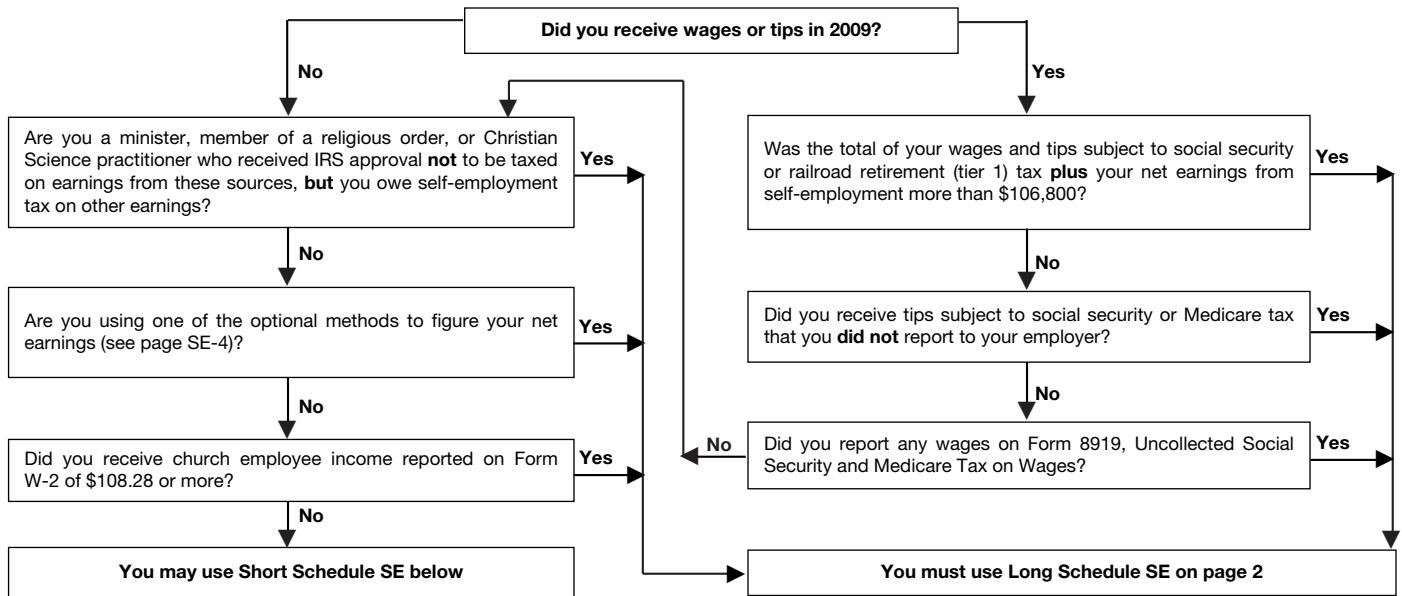 Did you receive wages or tips in 2009?
No
Yes
Are you a minister, member of a religious order, or Christian
Science practitioner who received IRS approval not to be taxed
on earnings from these sources, but you owe self-employment
tax on other earnings?
Yes
Was the total of your wages and tips subject to social security
or railroad retirement (tier 1) tax plus your net earnings from
self-employment more than $106,800?
Yes
No
No
Are you using one of the optional methods to figure your net
earnings (see page SE-4)?
Yes
Did you receive tips subject to social security or Medicare tax
that you did not report to your employer?
Yes
No
No
Did you receive church employee income reported on Form
W-2 of $108.28 or more?
Yes
No
Did you report any wages on Form 8919, Uncollected Social
Security and Medicare Tax on Wages?
Yes
No
You may use Short Schedule SE below
You must use Long Schedule SE on page 2